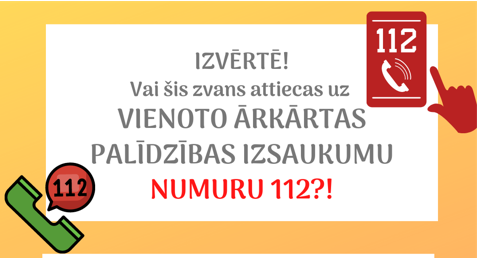 112
IZVĒRTĒ!
Vai šis zvans attiecas uz
VIENOTO ĀRKĀRTAS
PALĪDZĪBAS IZSAUKUMU
NUMURU 112?!
112